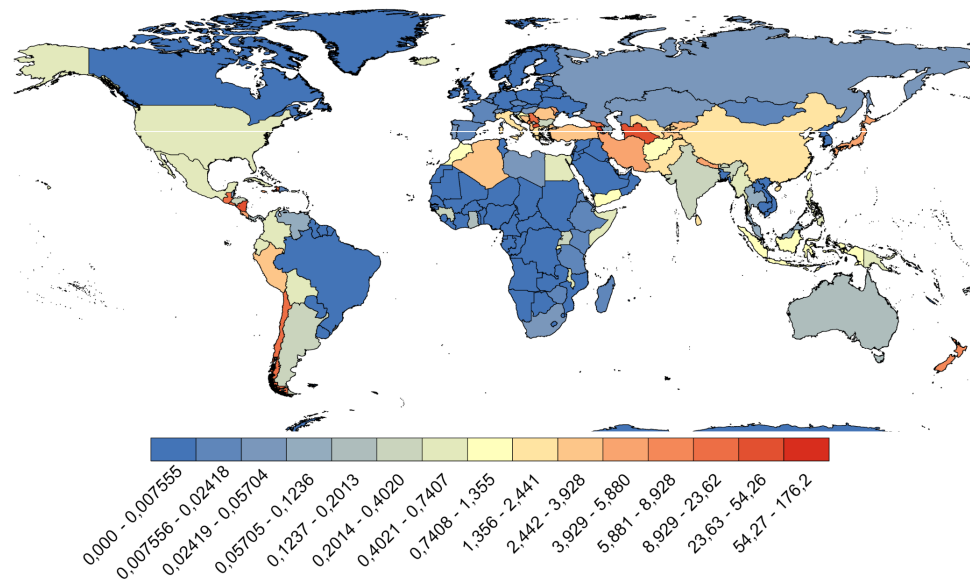 0,000 - 0,007555
0,007556 - 0,02418
0,02419 - 0,05704
0,05705 - 0,1236
0,1237 - 0,2013
0,2014 - 0,4020
0,4021 - 0,7407
0,7408 - 1,355
1,356 - 2,441
2,442 - 3,928
3,929 - 5,880
5,881 - 8,928
8,929 - 23,62
23,63 - 54,26
54,27 - 176,2